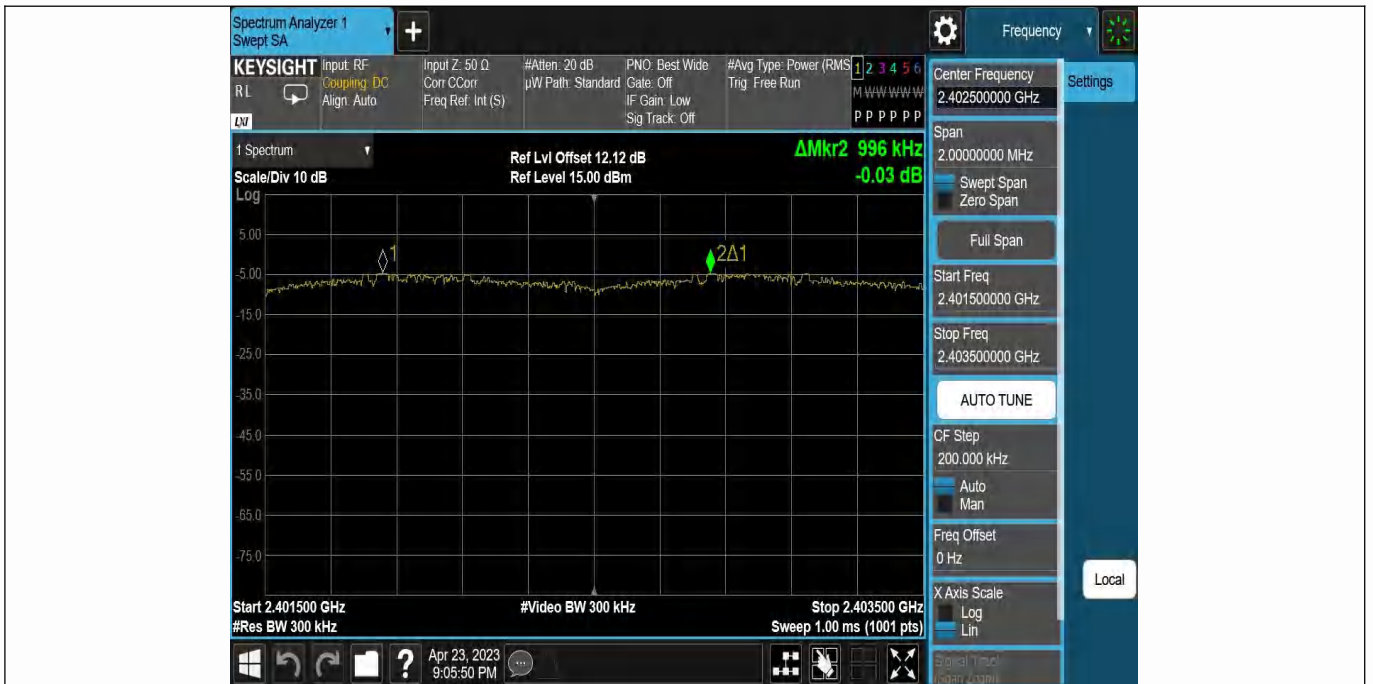 Spectrum Analyzer 1
Swept SA
+
Frequency
KEYSIGHT
RL
LXI
Input: RF
Coupling: DC
Align: Auto
Input Z: 50 Ω
Corr CCorr
Freq Ref: Int (S)
#Atten: 20 dB
µW Path: Standard
PNO: Best Wide
Gate: Off
IF Gain: Low
Sig Track: Off
#Avg Type: Power (RMS
Trig: Free Run
1 2 3 4 5 6
M W W W W W
P P P P P P
1 Spectrum
Scale/Div 10 dB
Log
Ref Lvl Offset 12.12 dB
Ref Level 15.00 dBm
ΔMkr2 996 kHz
-0.03 dB
5.00
-5.00
-15.0
-25.0
-35.0
-45.0
-55.0
-65.0
-75.0
1
2Δ1
Start 2.401500 GHz
#Res BW 300 kHz
#Video BW 300 kHz
Stop 2.403500 GHz
Sweep 1.00 ms (1001 pts)
Center Frequency
2.402500000 GHz
Settings
Span
2.00000000 MHz
Swept Span
Zero Span
Full Span
Start Freq
2.401500000 GHz
Stop Freq
2.403500000 GHz
AUTO TUNE
CF Step
200.000 kHz
Auto
Man
Freq Offset
0 Hz
X Axis Scale
Log
Lin
Local
Signal Track
(Span Zoom)
?
Apr 23, 2023
9:05:50 PM